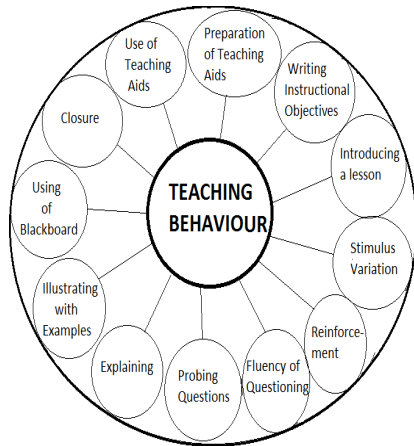 TEACHING
BEHAVIOUR
Preparation
of Teaching
Aids
Writing
Instructional
Objectives
Introducing
a lesson
Stimulus
Variation
Reinforce-
ment
Fluency of
Questioning
Probing
Questions
Explaining
Illustrating
with
Examples
Using
of
Blackboard
Closure
Use of
Teaching
Aids